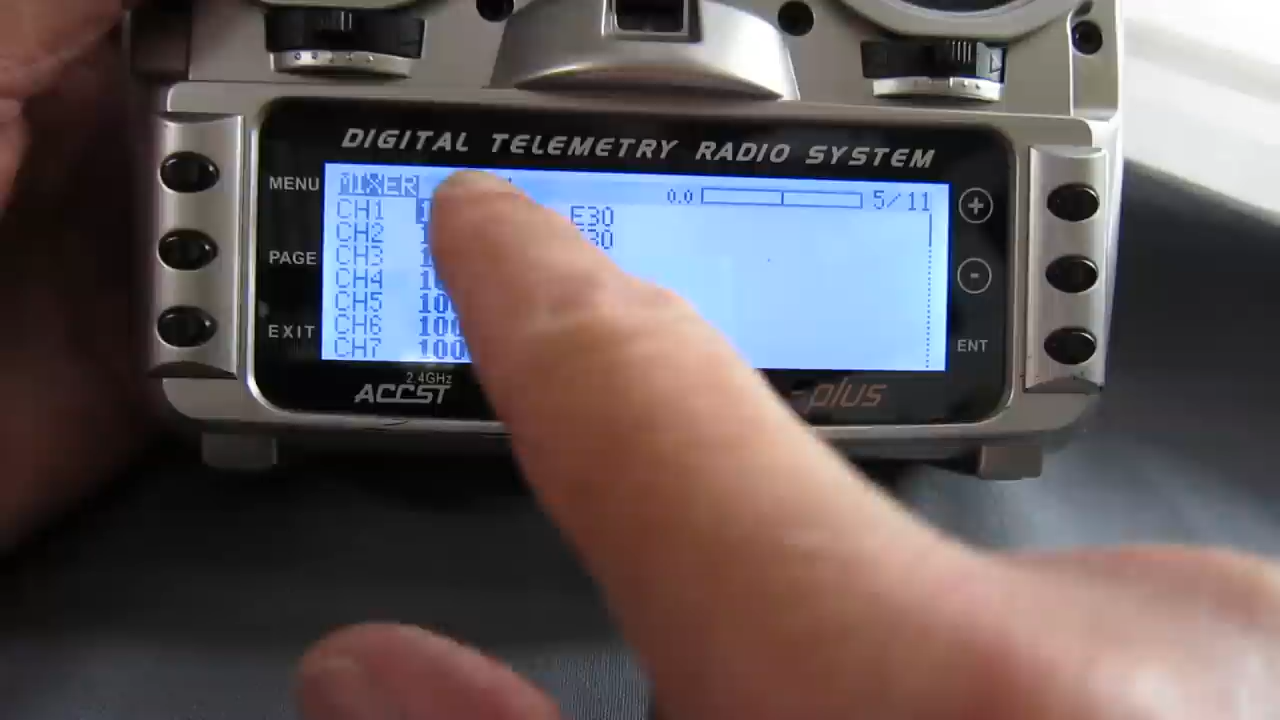 DIGITAL TELEMETRY RADIO SYSTEM
MENU
PAGE
EXIT
MIXER 0.0 5/11
CH1 E30
CH2
CH3
CH4
CH5 100
CH6 100
CH7 100
+
-
ENT
2.4GHz
ACCST
-plus